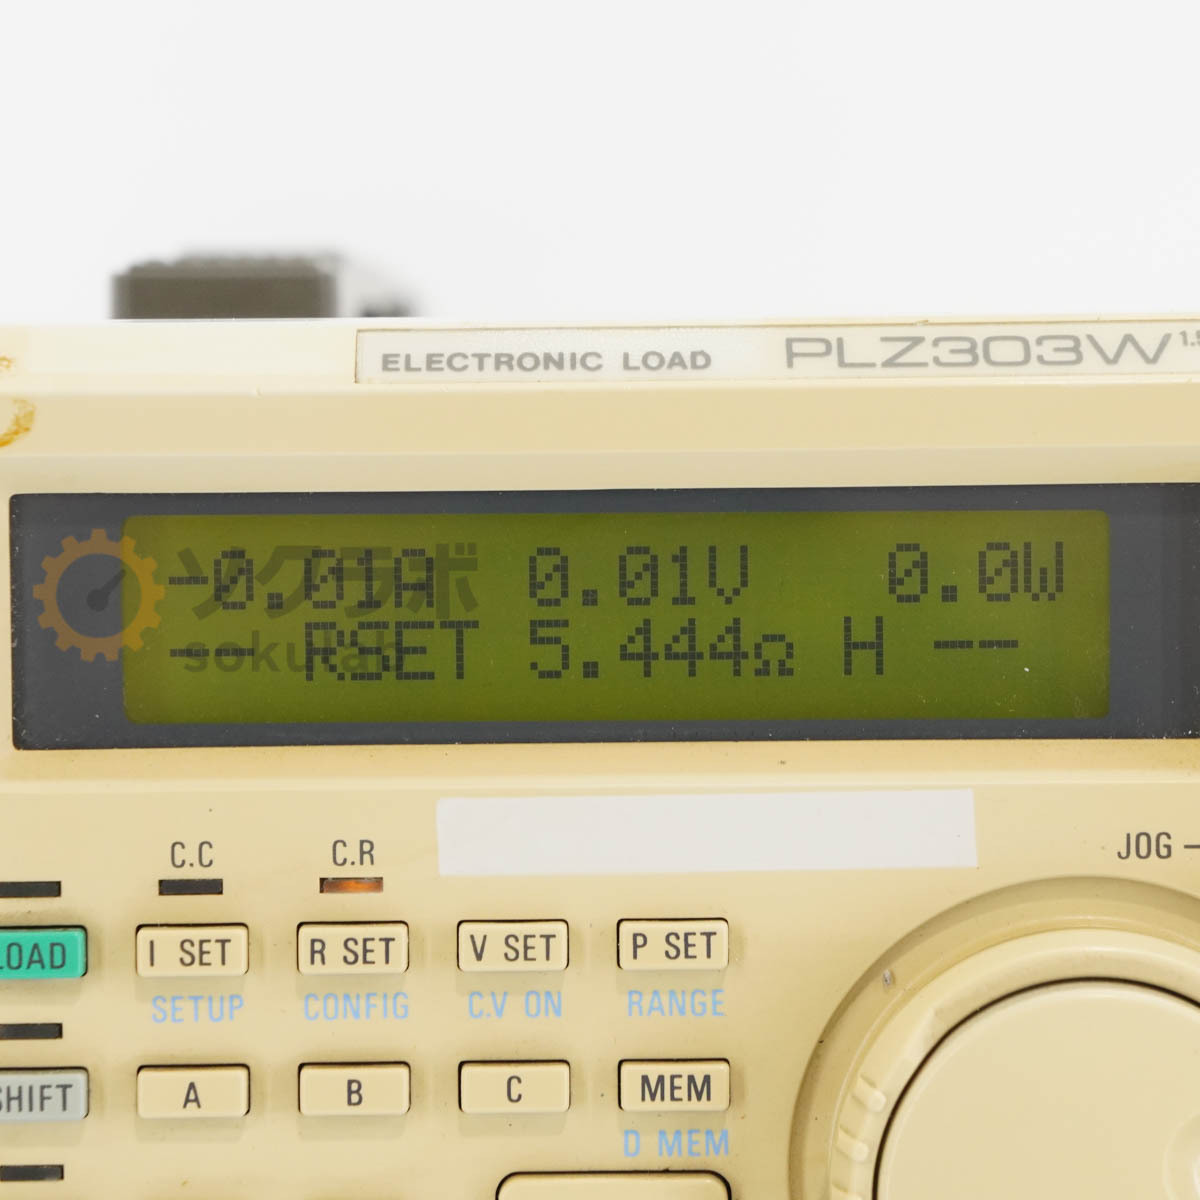 ELECTRONIC LOAD PLZ303W
ソクラボ
sokulab
-0.01A 0.01V 0.0W
-- RSET 5.444Ω H --
C.C C.R
JOG
LOAD I SET R SET V SET P SET
SETUP CONFIG C.V ON RANGE
SHIFT A B C MEM
D MEM